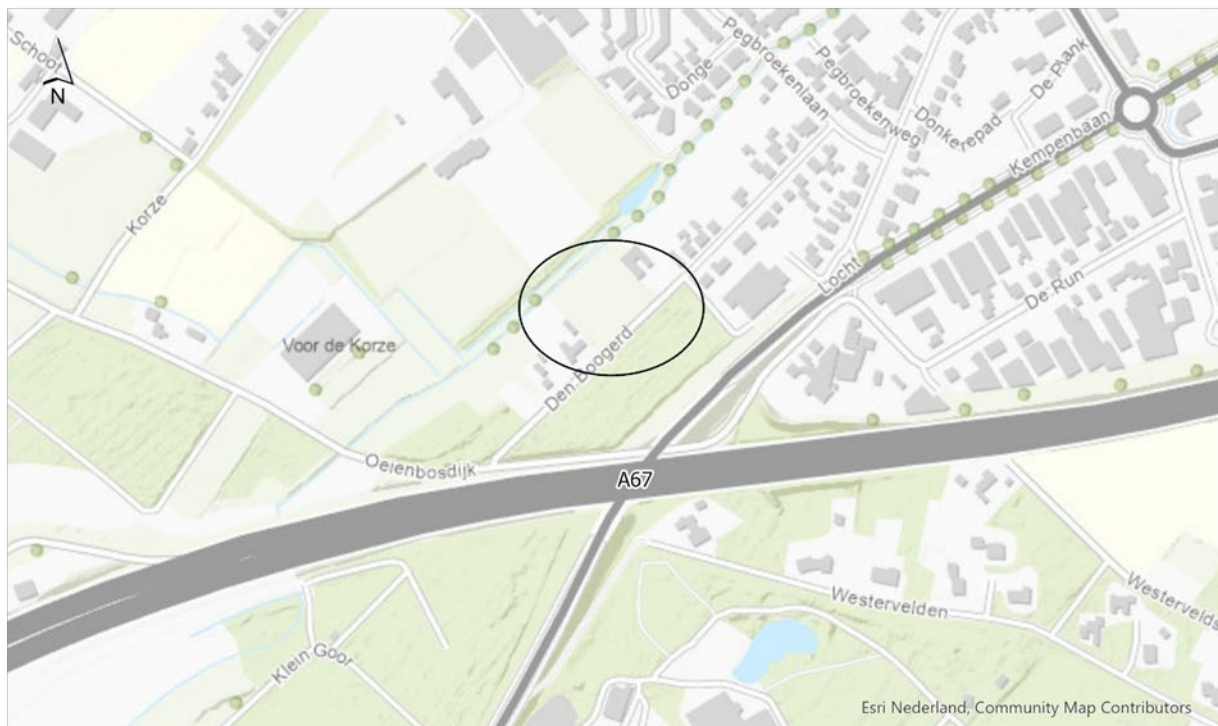 Schoot
N
Korze
Voor de Korze
Donge
Pegbroekenlaan
Pegbroekenweg
Donkerepad
De Plank
Kempenbaan
Locht
De Run
Den Boogerd
Oeienbosdijk
A67
Westervelden
Westervelds
Klein Goor
Esri Nederland, Community Map Contributors